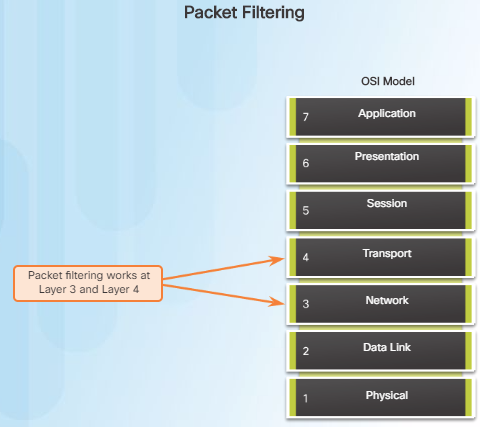 Packet Filtering
OSI Model
7 Application
6 Presentation
5 Session
4 Transport
Packet filtering works at
Layer 3 and Layer 4
3 Network
2 Data Link
1 Physical